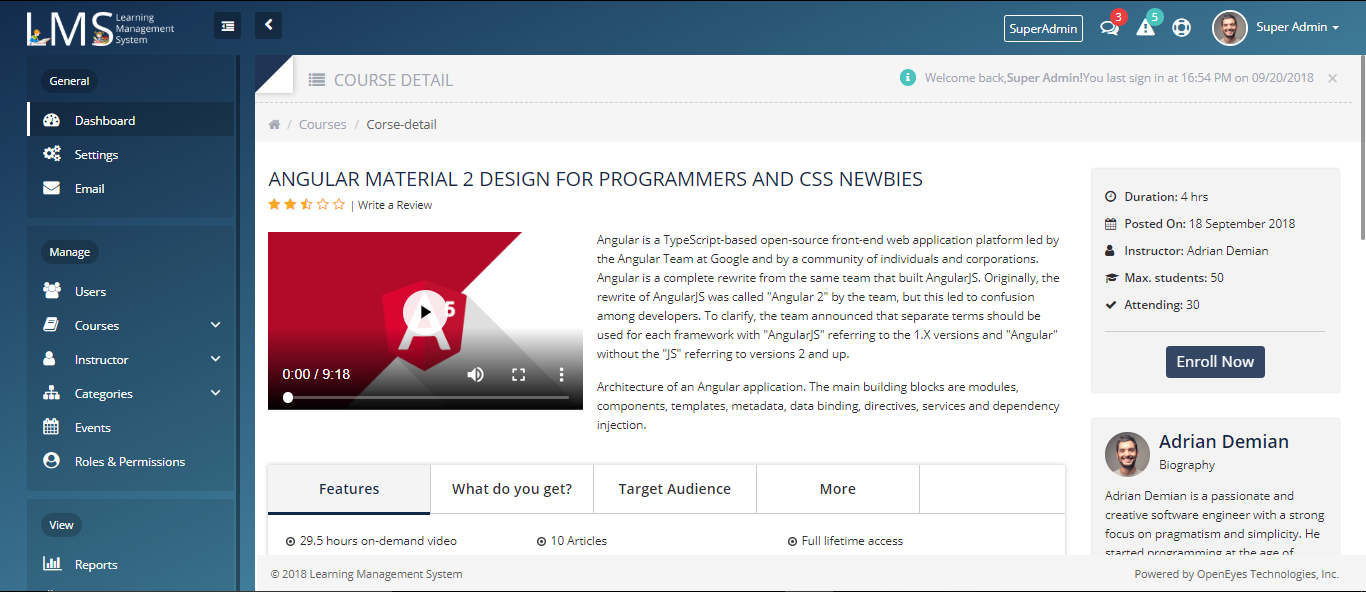 LMS Learning
Management
System
SuperAdmin
3
5
Super Admin
General
Dashboard
Settings
Email
Manage
Users
Courses
Instructor
Categories
Events
Roles & Permissions
View
Reports
COURSE DETAIL
Welcome back,Super Admin!You last sign in at 16:54 PM on 09/20/2018 ×
/ Courses / Corse-detail
ANGULAR MATERIAL 2 DESIGN FOR PROGRAMMERS AND CSS NEWBIES
| Write a Review
A 5
0:00 / 9:18
Angular is a TypeScript-based open-source front-end web application platform led by
the Angular Team at Google and by a community of individuals and corporations.
Angular is a complete rewrite from the same team that built AngularJS. Originally, the
rewrite of AngularJS was called "Angular 2" by the team, but this led to confusion
among developers. To clarify, the team announced that separate terms should be
used for each framework with "AngularJS" referring to the 1.X versions and "Angular"
without the "JS" referring to versions 2 and up.
Architecture of an Angular application. The main building blocks are modules,
components, templates, metadata, data binding, directives, services and dependency
injection.
Features
What do you get?
Target Audience
More
29.5 hours on-demand video
10 Articles
Full lifetime access
Duration: 4 hrs
Posted On: 18 September 2018
Instructor: Adrian Demian
Max. students: 50
Attending: 30
Enroll Now
Adrian Demian
Biography
Adrian Demian is a passionate and
creative software engineer with a strong
focus on pragmatism and simplicity. He
started programming at the age of
© 2018 Learning Management System
Powered by OpenEyes Technologies, Inc.